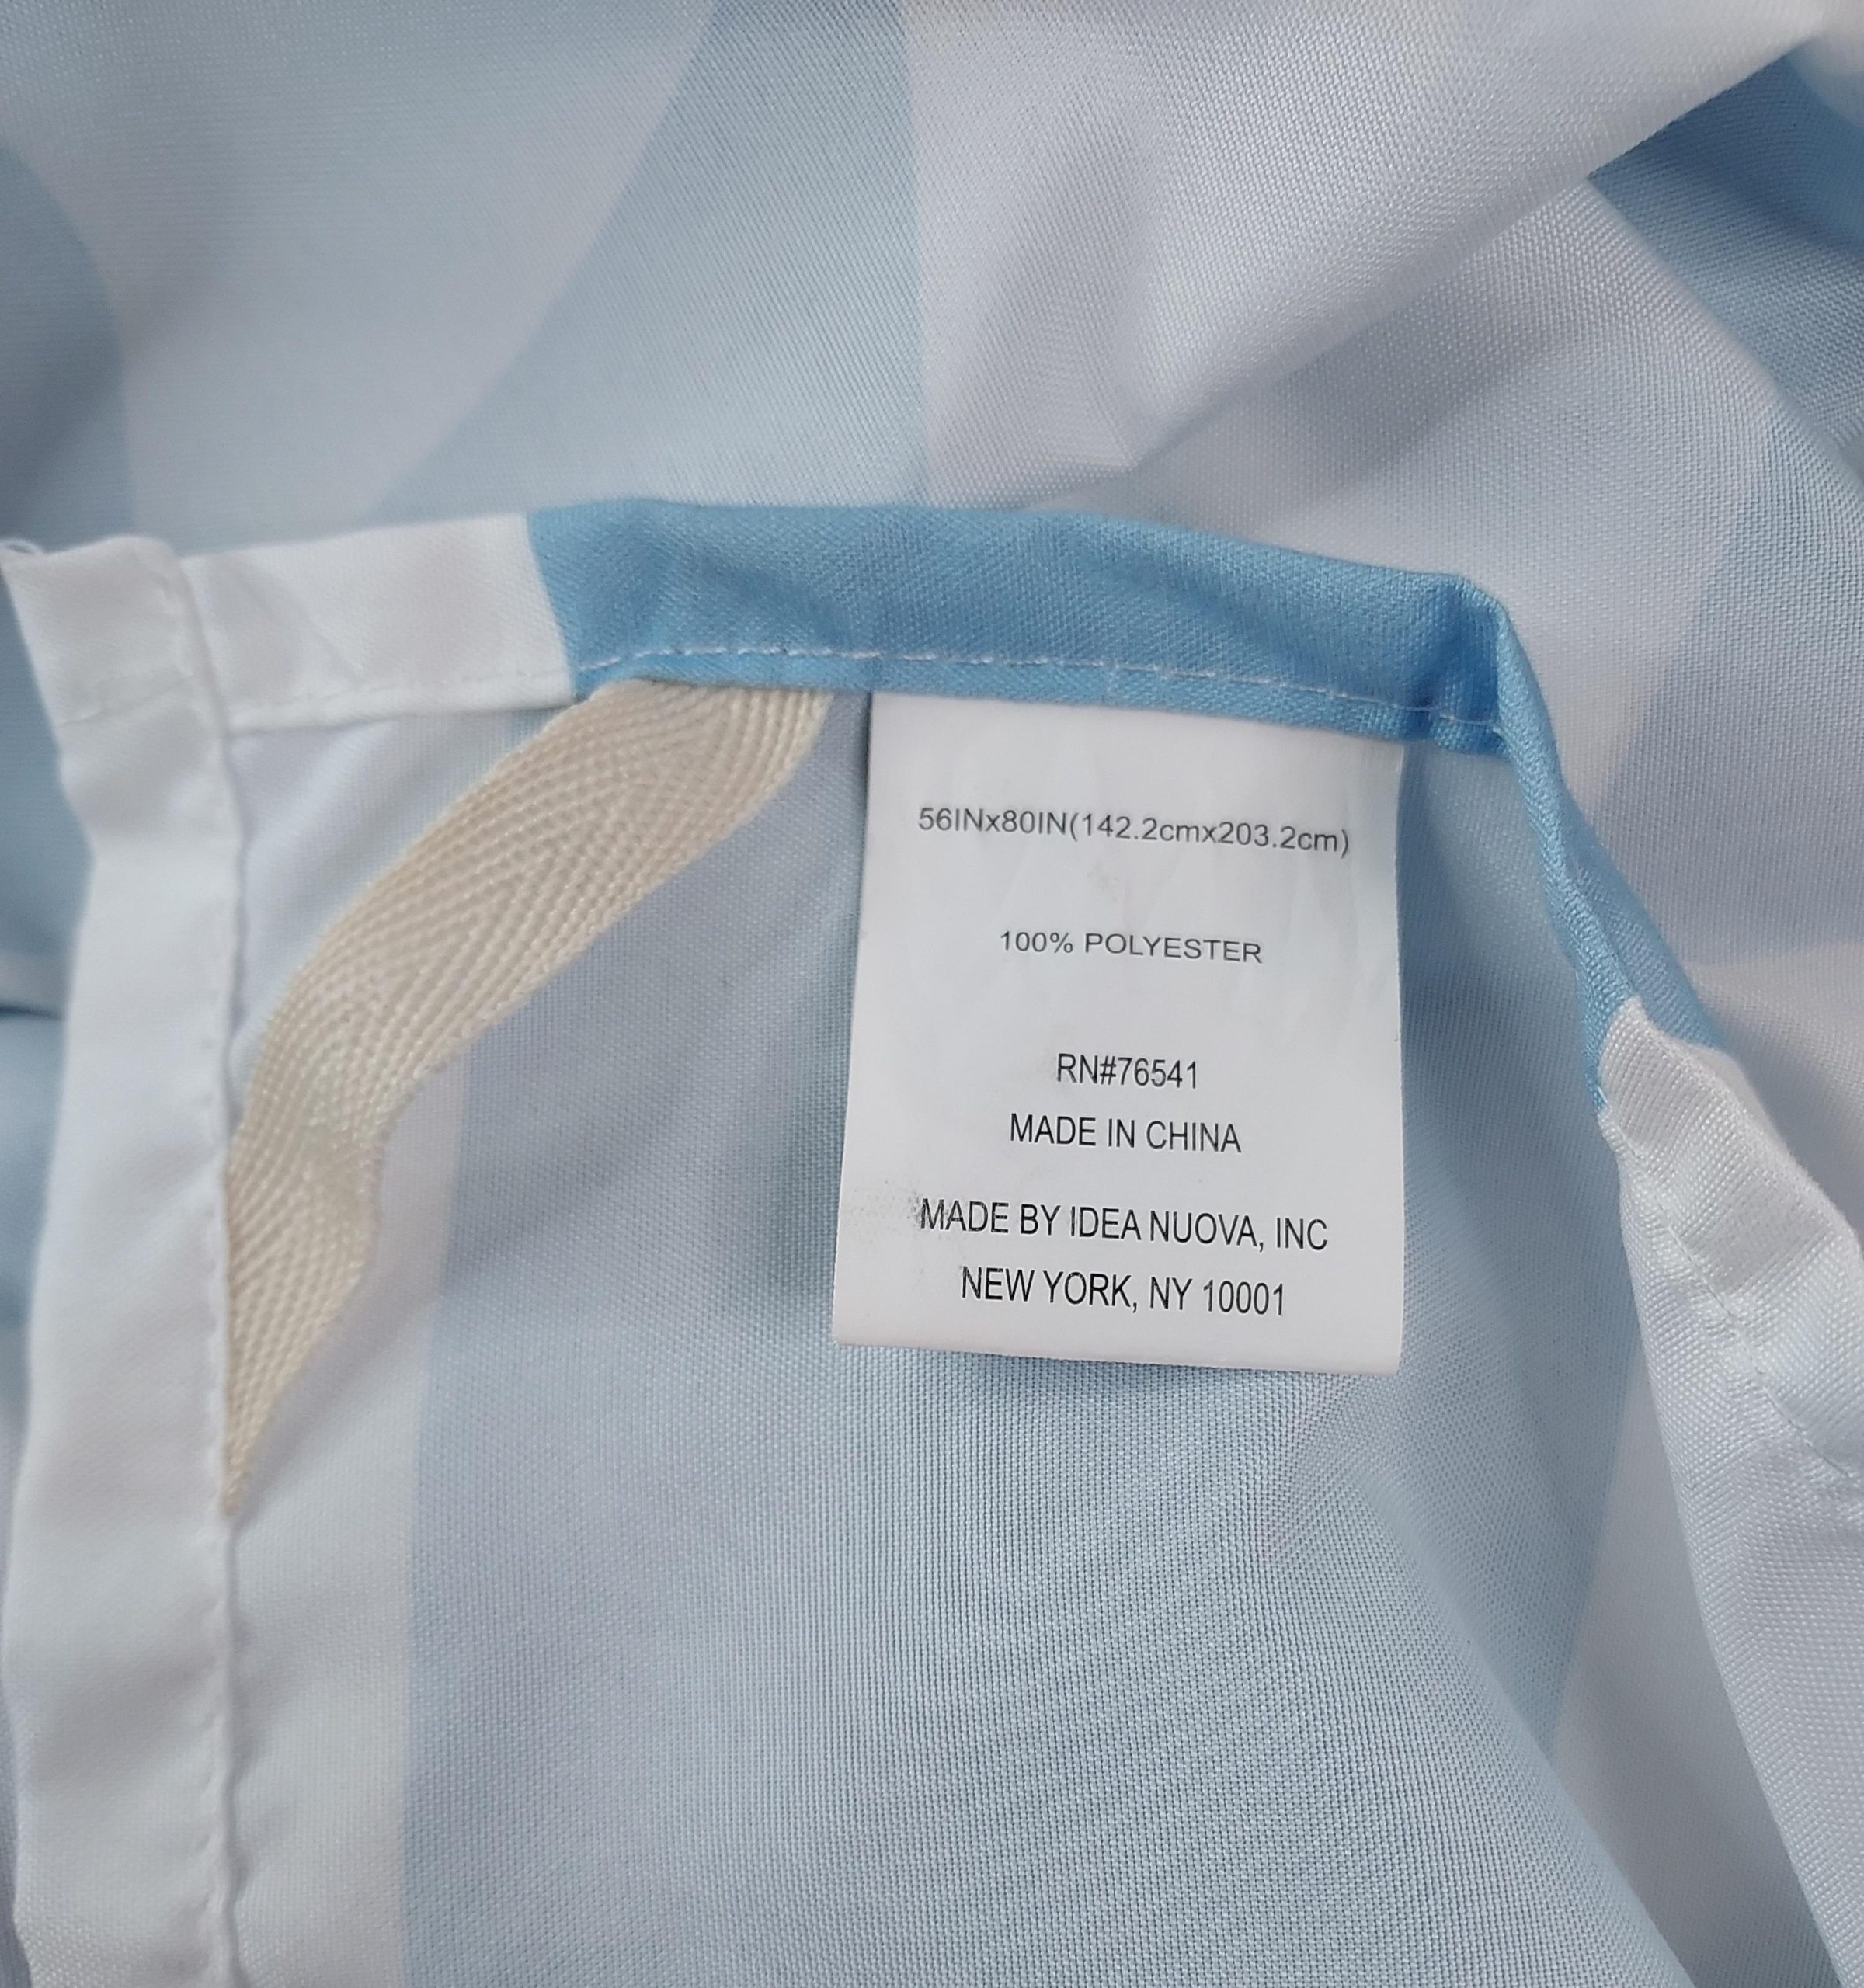 56INx80IN(142.2cmx203.2cm)
100% POLYESTER
RN#76541
MADE IN CHINA
MADE BY IDEA NUOVA, INC
NEW YORK, NY 10001